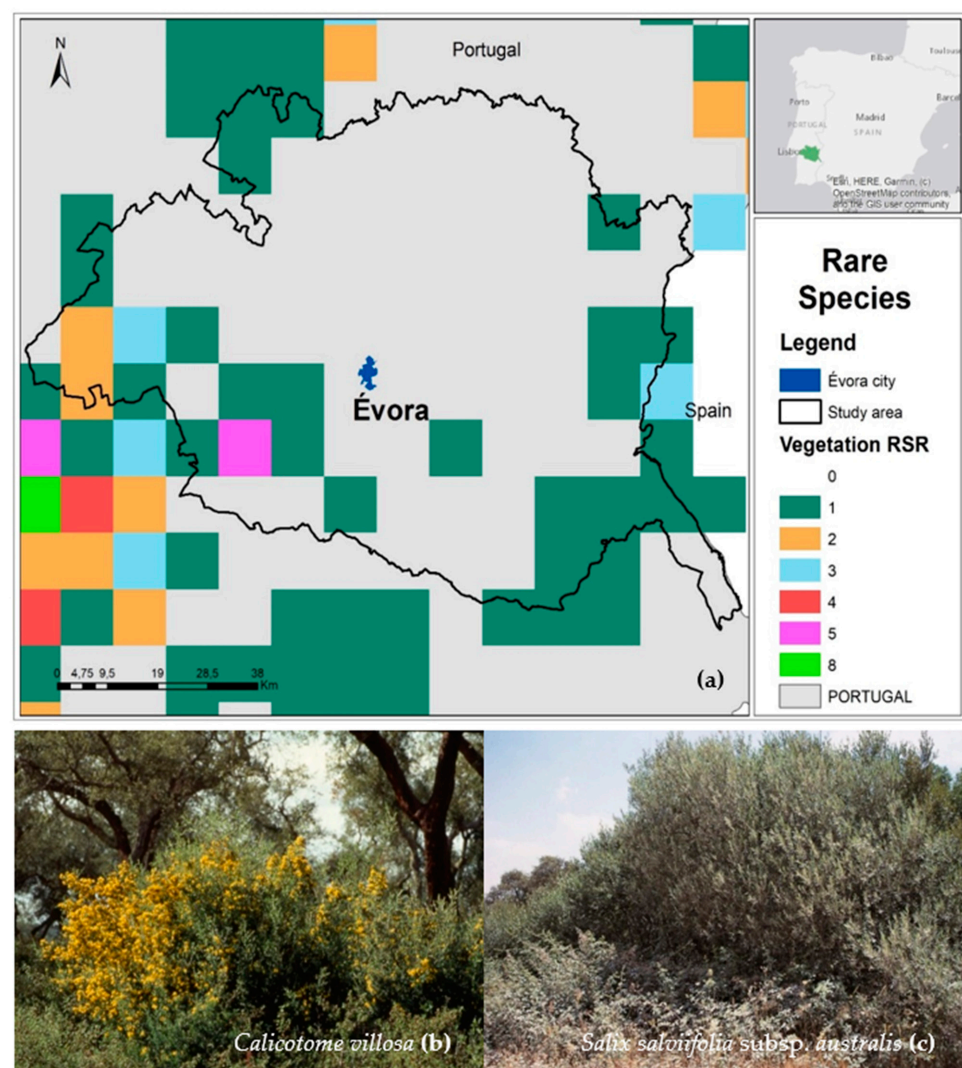 N
Portugal
Évora
Spain
0 4,75 9,5 19 28,5 38
Km
(a)
Bilbao
Toulouse
Porto
Barcel
PORTUGAL
Madrid
SPAIN
Lisbon
Esri, HERE, Garmin, (c)
OpenStreetMap contributors,
and the GIS user community
Rare
Species
Legend
Évora city
Study area
Vegetation RSR
0
1
2
3
4
5
8
PORTUGAL
Calicotome villosa (b)
Salix salviifolia subsp. australis (c)